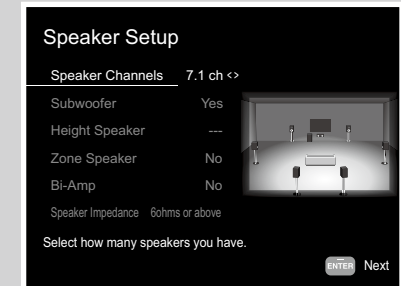 Speaker Setup
Speaker Channels 7.1 ch <>
Subwoofer Yes
Height Speaker ---
Zone Speaker No
Bi-Amp No
Speaker Impedance 6ohms or above
Select how many speakers you have.
ENTER Next